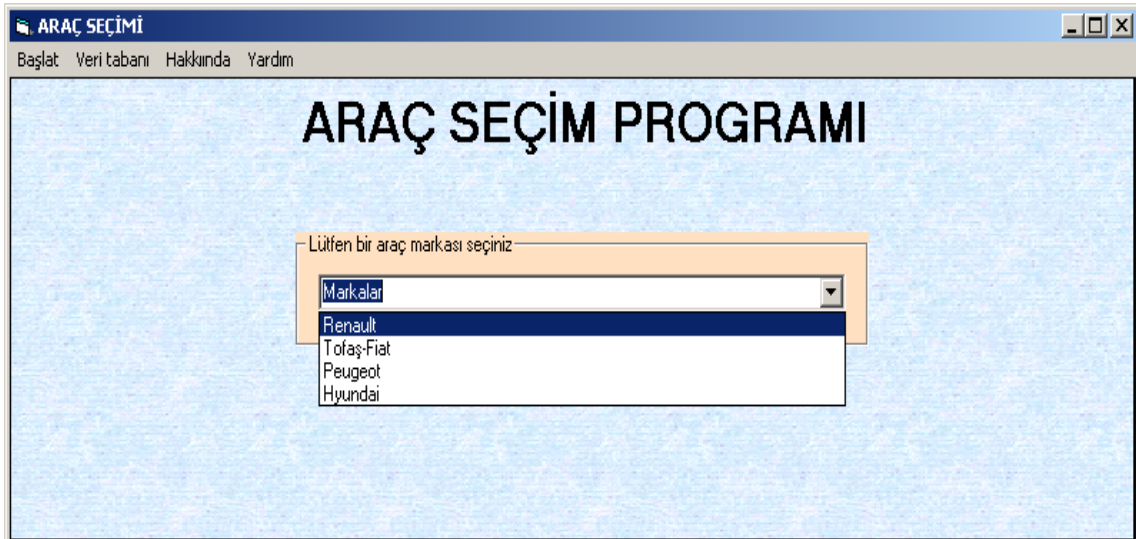 ARAÇ SEÇİMİ
Başlat Veri tabanı Hakkında Yardım
ARAÇ SEÇİM PROGRAMI
Lütfen bir araç markası seçiniz
Markalar
Renault
Tofaş-Fiat
Peugeot
Hyundai